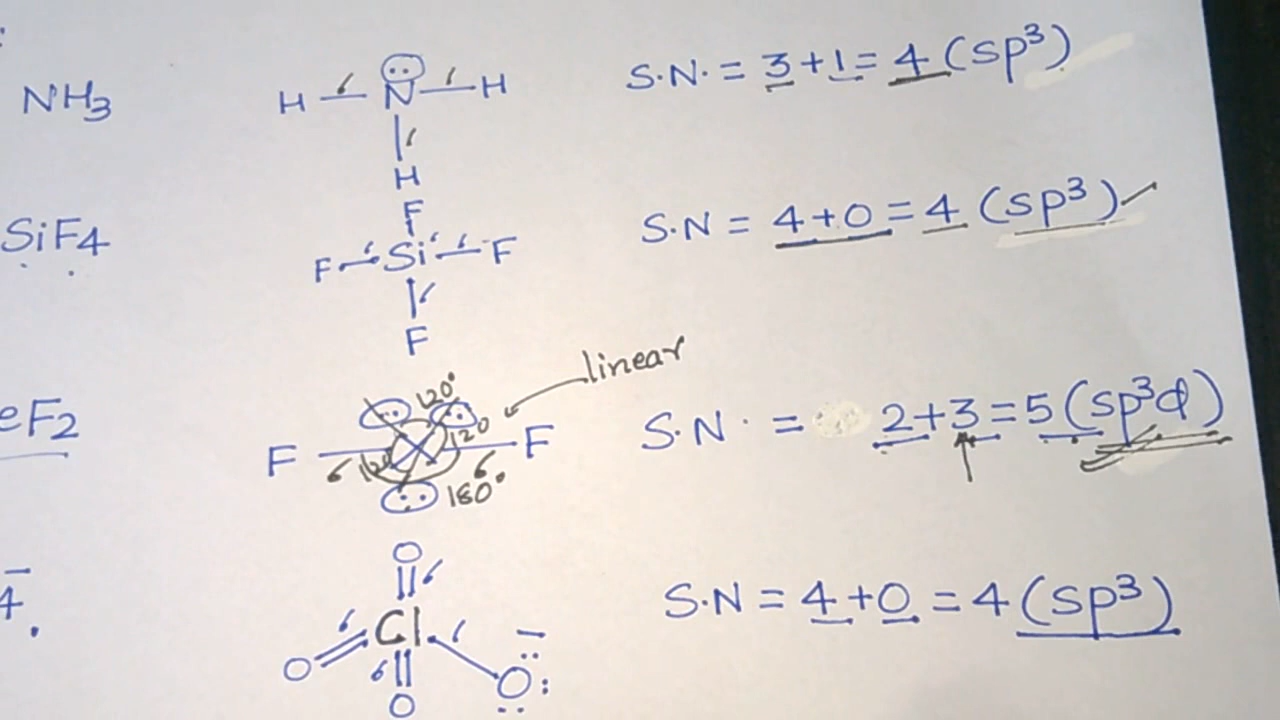 NH3
H — N̈ — H
H
S.N. = 3+1 = 4 (sp³)
SiF4
F
F — Si — F
F
S.N = 4+0 = 4 (sp³)
linear
eF2
F — — F
120°
120
120
180°
S.N. = 2+3 = 5 (sp³d)
4⁻.
O
O = Cl — O⁻
O
S.N = 4+0 = 4 (sp³)